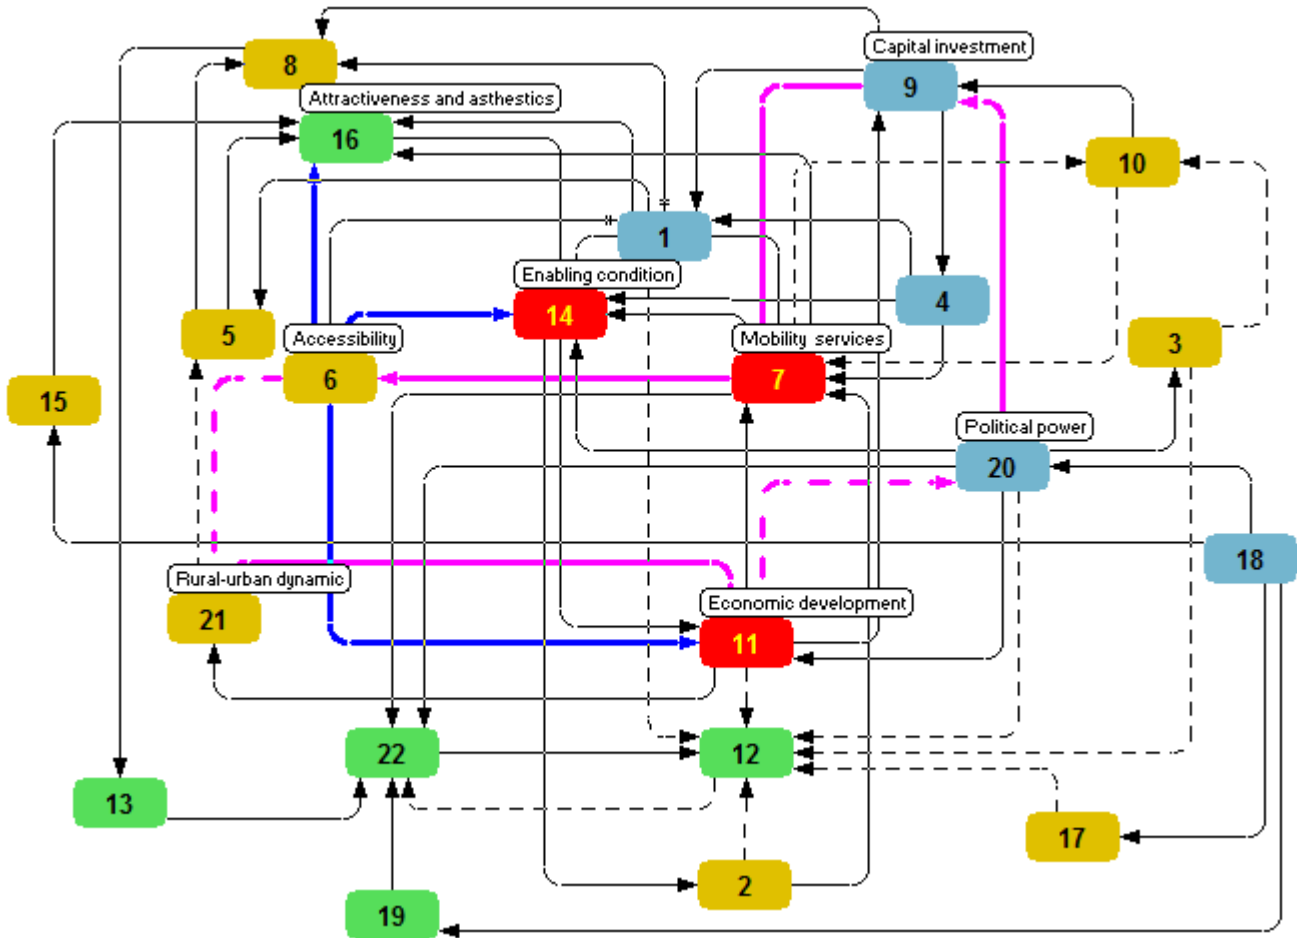 Capital investment
8
9
Attractiveness and asthestics
16
10
1
Enabling condition
4
14
5
Accessibility
Mobility services
3
6
7
15
Political power
20
18
Rural-urban dynamic
21
Economic development
11
22
12
13
17
2
19